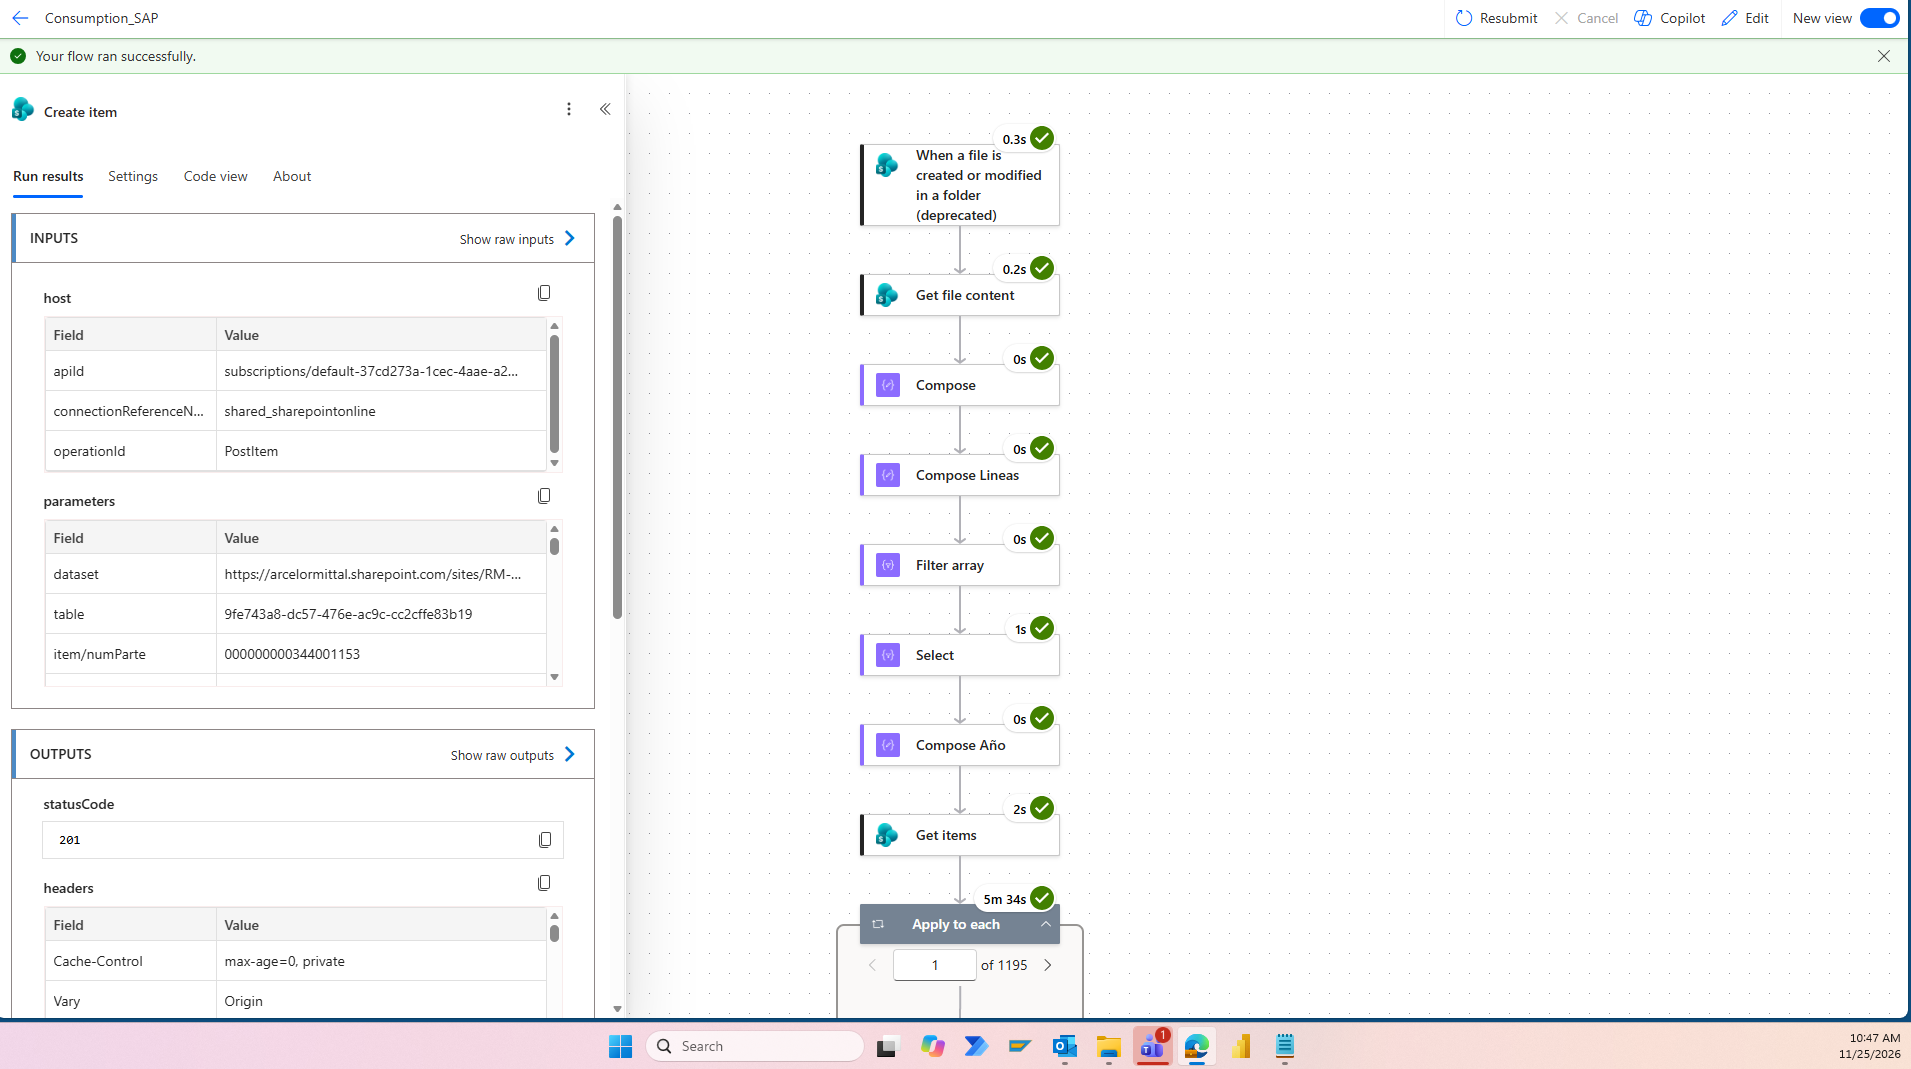 Consumption_SAP
Resubmit
Cancel
Copilot
Edit
New view
Your flow ran successfully.
Create item
Run results
Settings
Code view
About
INPUTS
Show raw inputs
host
Field
Value
apiId
subscriptions/default-37cd273a-1cec-4aae-a2...
connectionReferenceN...
shared_sharepointonline
operationId
PostItem
parameters
Field
Value
dataset
https://arcelormittal.sharepoint.com/sites/RM-...
table
9fe743a8-dc57-476e-ac9c-cc2cffe83b19
item/numParte
000000000344001153
OUTPUTS
Show raw outputs
statusCode
201
headers
Field
Value
Cache-Control
max-age=0, private
Vary
Origin
0.3s
When a file is
created or modified
in a folder
(deprecated)
0.2s
Get file content
0s
Compose
0s
Compose Lineas
0s
Filter array
1s
Select
0s
Compose Año
2s
Get items
5m 34s
Apply to each
1
of 1195
Search
1
10:47 AM
11/25/2026